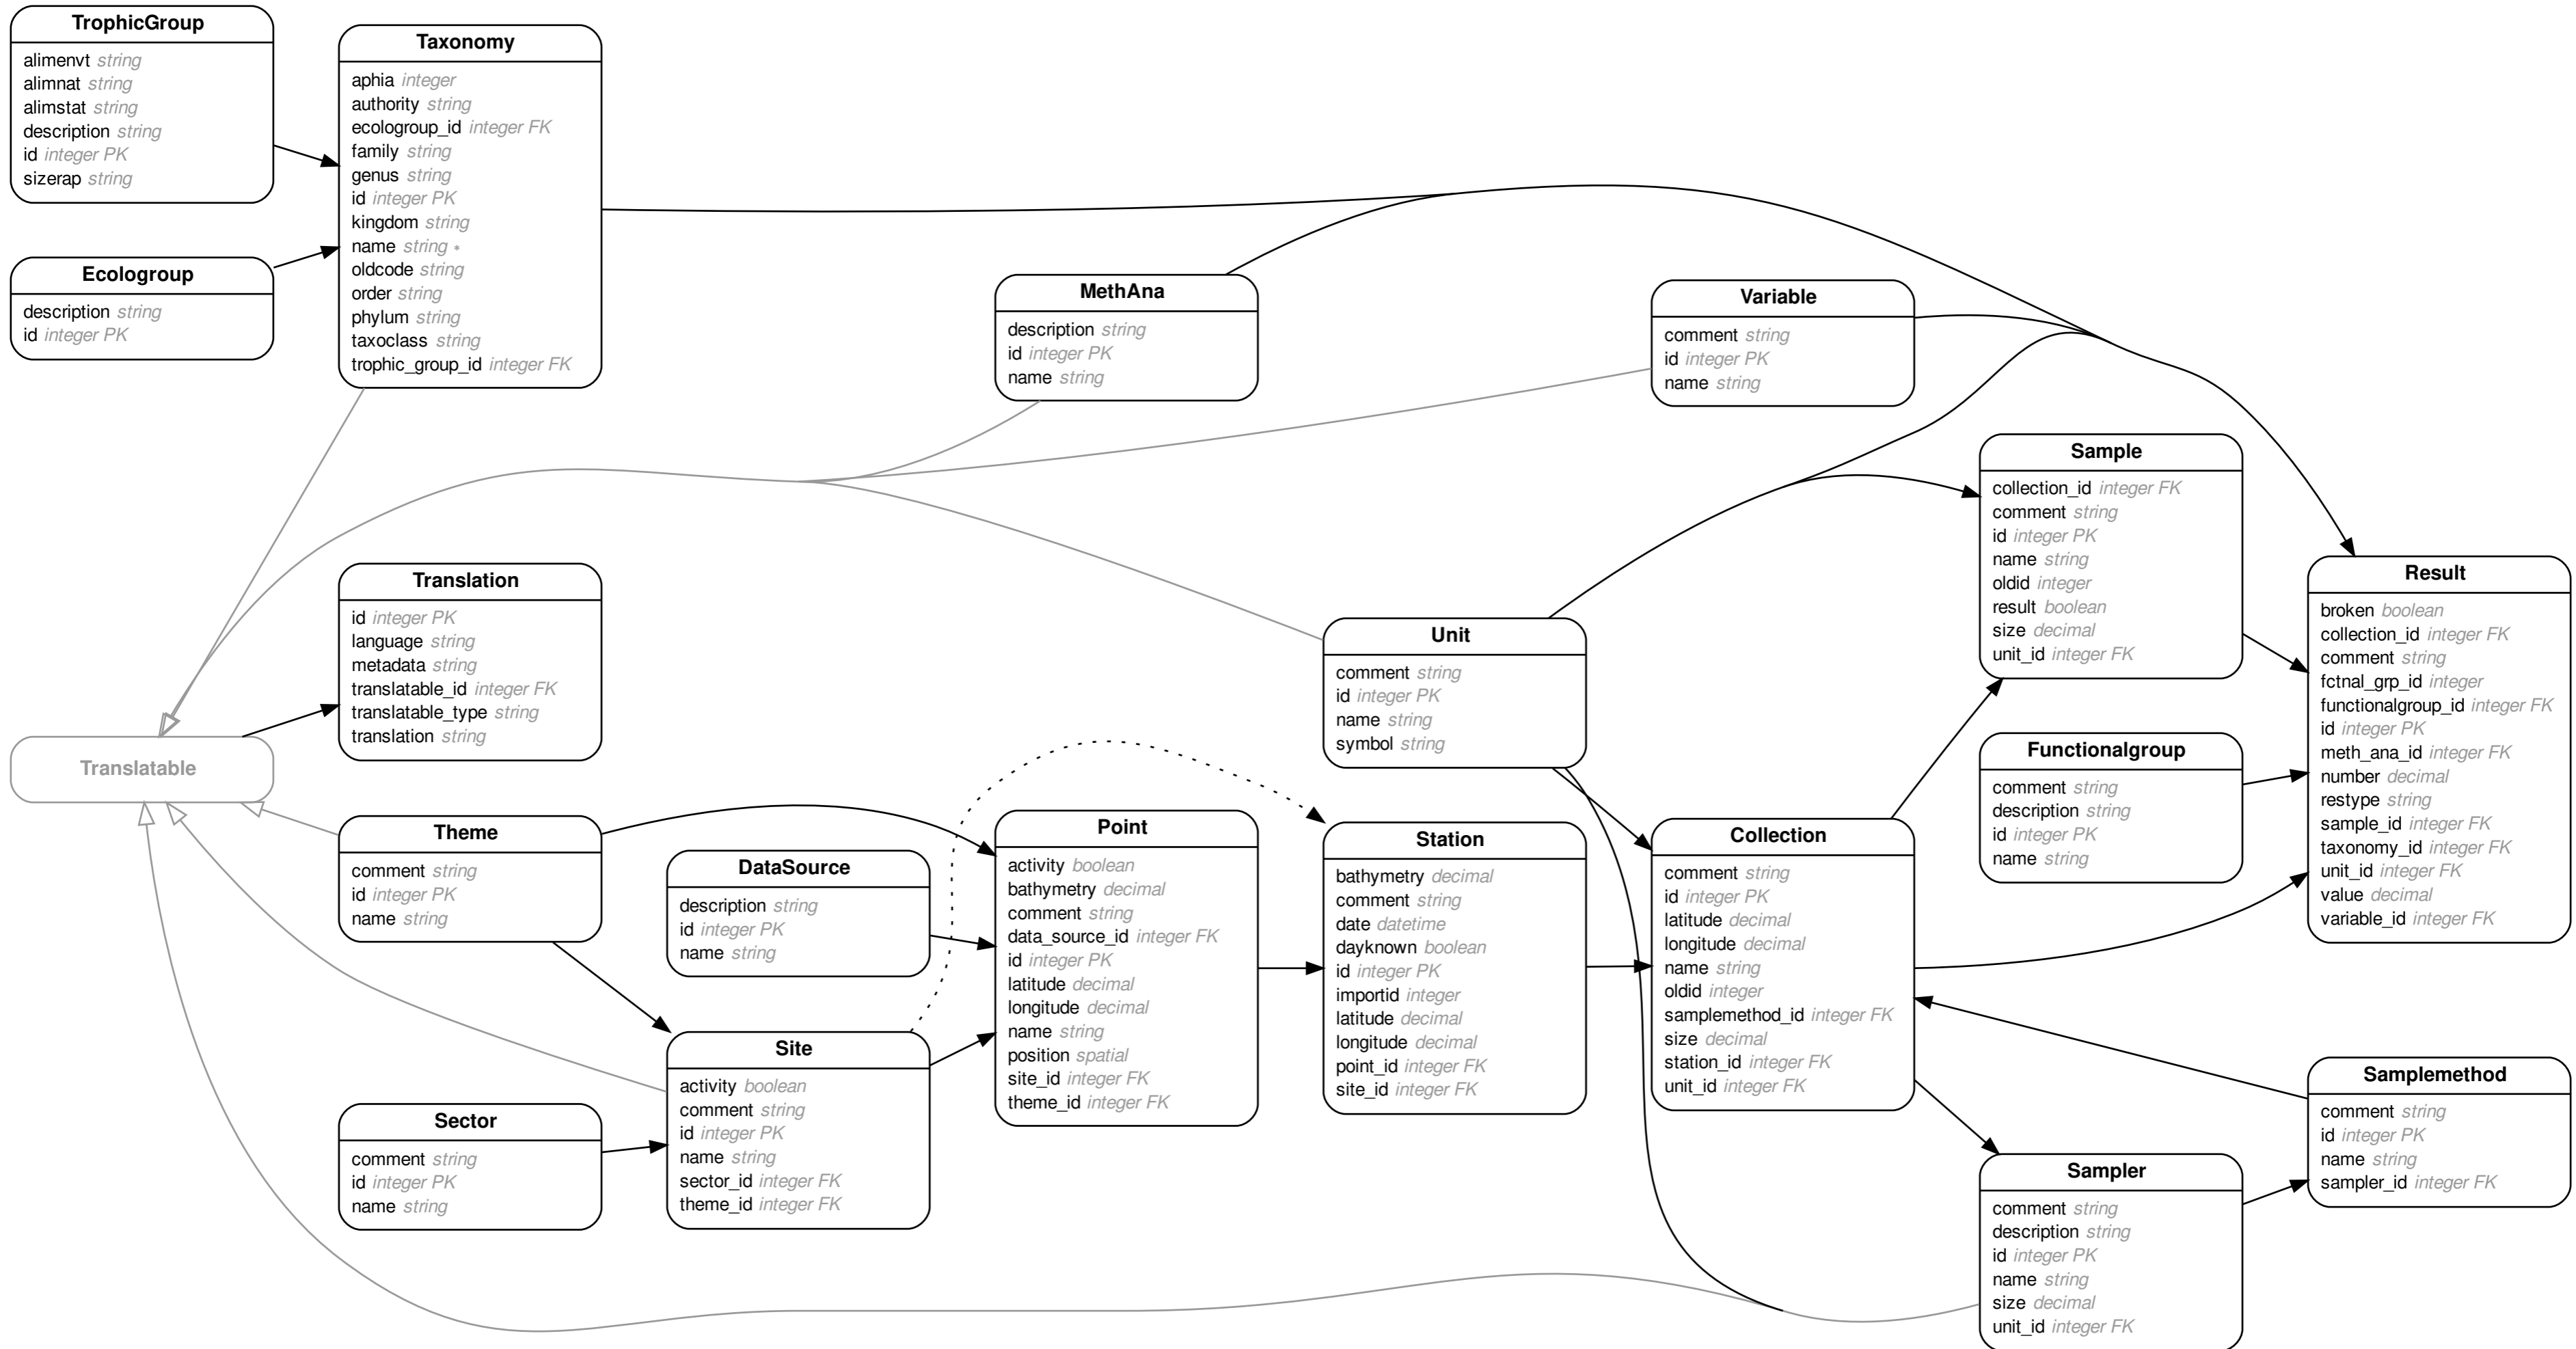 TrophicGroup
alimenvt string
alimnat string
alimstat string
description string
id integer PK
sizerap string
Ecologroup
description string
id integer PK
Taxonomy
aphia integer
authority string
ecologroup_id integer FK
family string
genus string
id integer PK
kingdom string
name string *
oldcode string
order string
phylum string
taxoclass string
trophic_group_id integer FK
MethAna
description string
id integer PK
name string
Variable
comment string
id integer PK
name string
Sample
collection_id integer FK
comment string
id integer PK
name string
oldid integer
result boolean
size decimal
unit_id integer FK
Result
broken boolean
collection_id integer FK
comment string
fctnal_grp_id integer
functionalgroup_id integer FK
id integer PK
meth_ana_id integer FK
number decimal
restype string
sample_id integer FK
taxonomy_id integer FK
unit_id integer FK
value decimal
variable_id integer FK
Translation
id integer PK
language string
metadata string
translatable_id integer FK
translatable_type string
translation string
Translatable
Unit
comment string
id integer PK
name string
symbol string
Functionalgroup
comment string
description string
id integer PK
name string
Theme
comment string
id integer PK
name string
DataSource
description string
id integer PK
name string
Point
activity boolean
bathymetry decimal
comment string
data_source_id integer FK
id integer PK
latitude decimal
longitude decimal
name string
position spatial
site_id integer FK
theme_id integer FK
Station
bathymetry decimal
comment string
date datetime
dayknown boolean
id integer PK
importid integer
latitude decimal
longitude decimal
point_id integer FK
site_id integer FK
Collection
comment string
id integer PK
latitude decimal
longitude decimal
name string
oldid integer
samplemethod_id integer FK
size decimal
station_id integer FK
unit_id integer FK
Site
activity boolean
comment string
id integer PK
name string
sector_id integer FK
theme_id integer FK
Sector
comment string
id integer PK
name string
Samplemethod
comment string
id integer PK
name string
sampler_id integer FK
Sampler
comment string
description string
id integer PK
name string
size decimal
unit_id integer FK